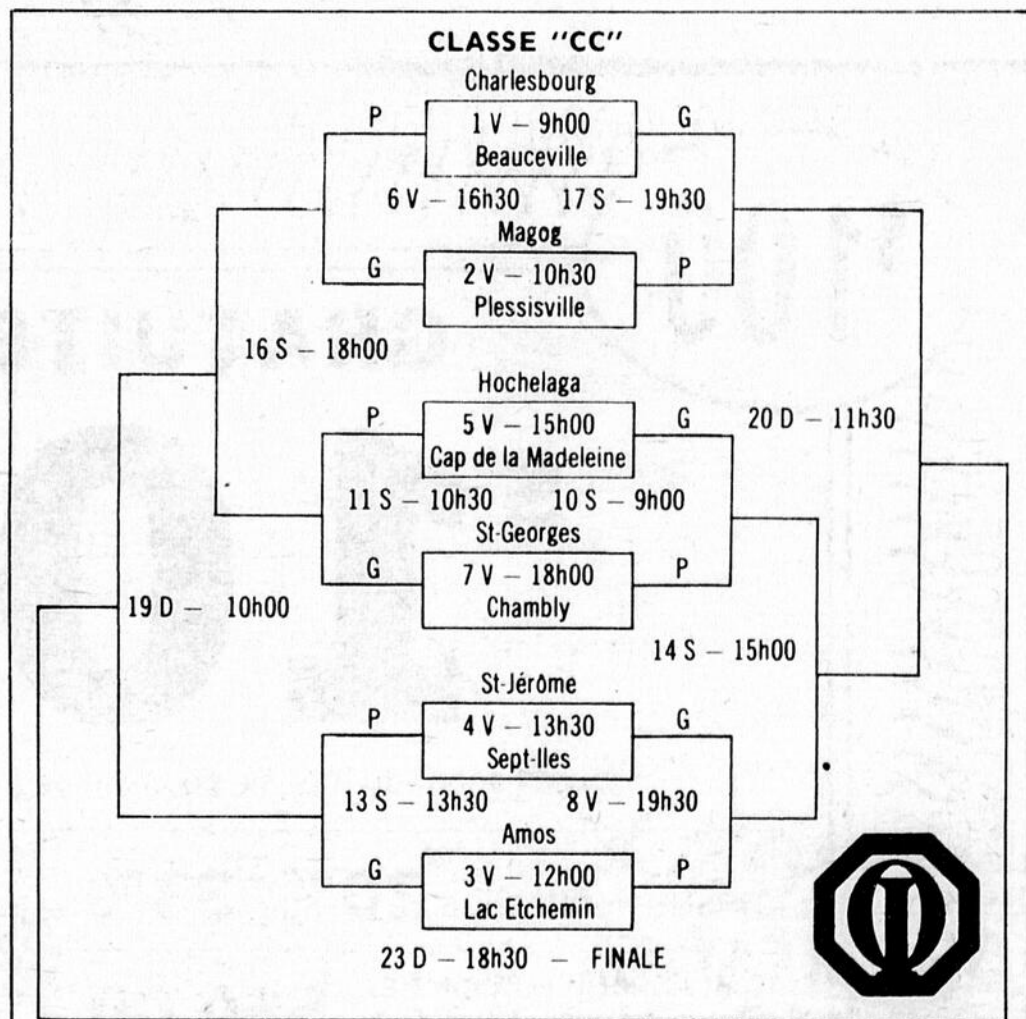 CLASSE "CC"
Charlesbourg
P
1 V – 9h00
G
Beauceville
6 V – 16h30
17 S – 19h30
Magog
G
2 V – 10h30
P
Plessisville
16 S – 18h00
Hochelaga
P
5 V – 15h00
G
20 D – 11h30
Cap de la Madeleine
11 S – 10h30
10 S – 9h00
St-Georges
G
7 V – 18h00
P
Chambly
19 D – 10h00
14 S – 15h00
St-Jérôme
P
4 V – 13h30
G
Sept-Iles
13 S – 13h30
8 V – 19h30
Amos
G
3 V – 12h00
P
Lac Etchemin
23 D – 18h30 – FINALE